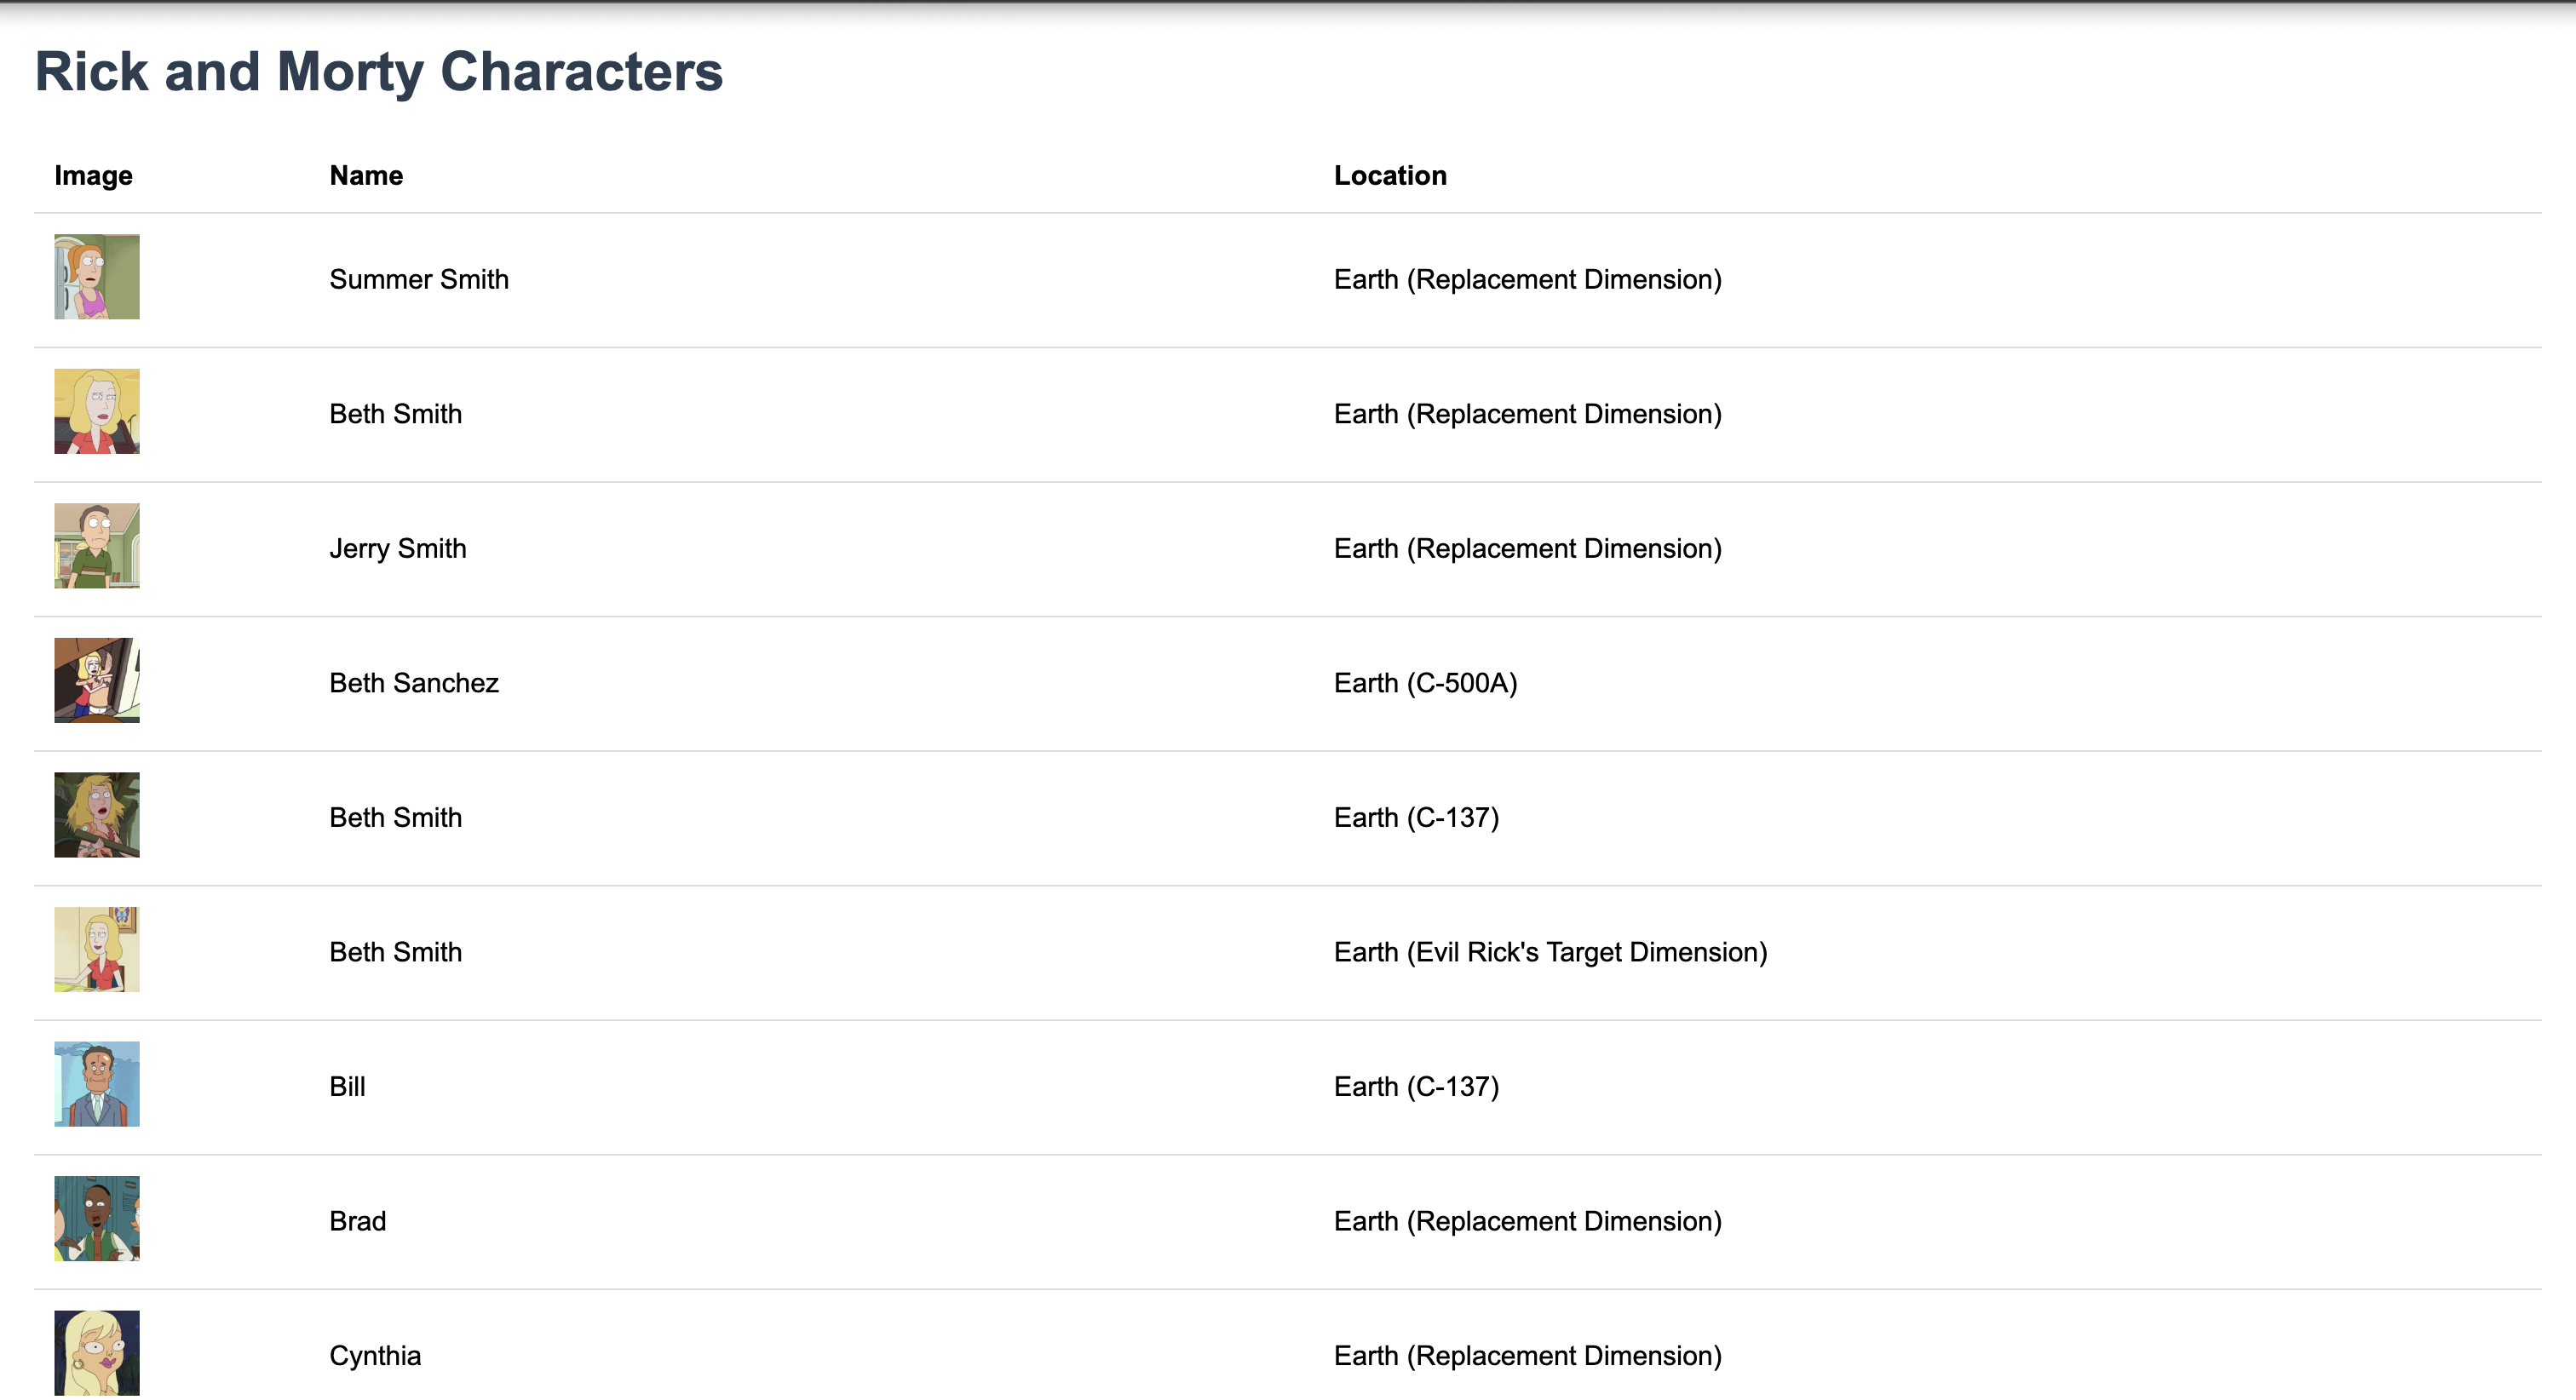 Rick and Morty Characters
Image Name Location
Summer Smith Earth (Replacement Dimension)
Beth Smith Earth (Replacement Dimension)
Jerry Smith Earth (Replacement Dimension)
Beth Sanchez Earth (C-500A)
Beth Smith Earth (C-137)
Beth Smith Earth (Evil Rick's Target Dimension)
Bill Earth (C-137)
Brad Earth (Replacement Dimension)
Cynthia Earth (Replacement Dimension)